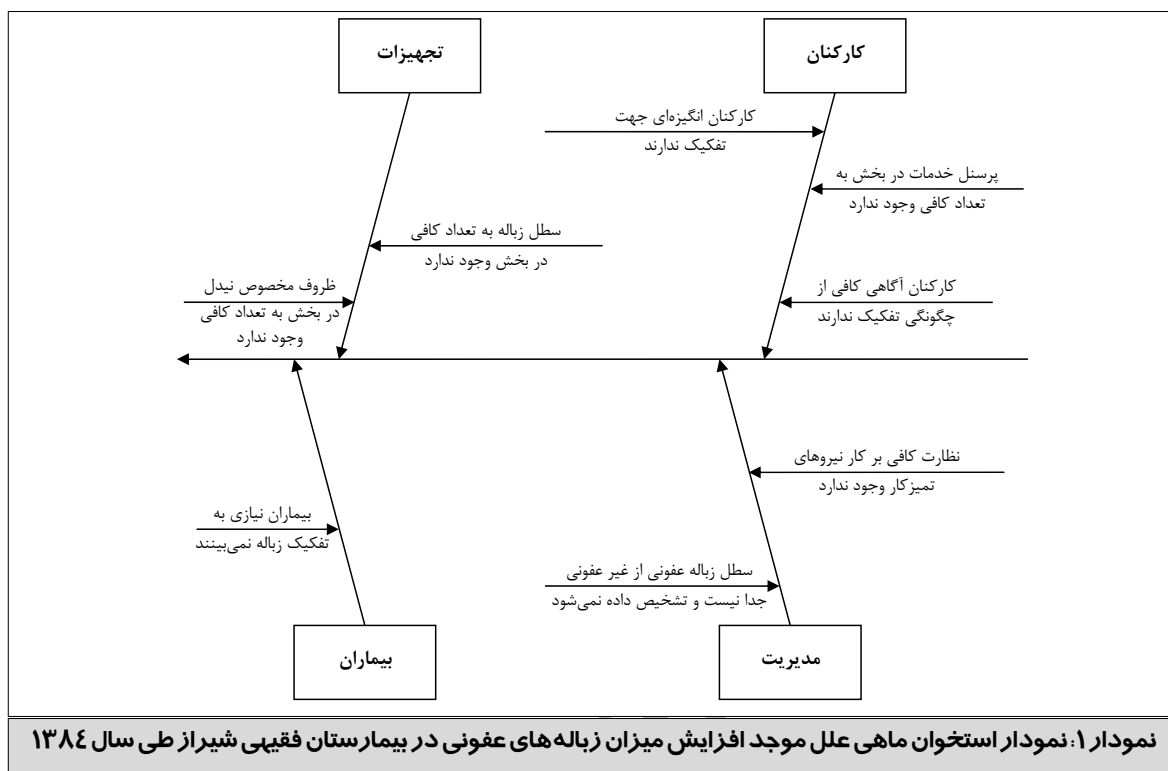 کارکنان
تجهیزات
کارکنان انگیزه‌ای جهت
تفکیک ندارند
پرسنل خدمات در بخش به
تعداد کافی وجود ندارد
کارکنان آگاهی کافی از
چگونگی تفکیک ندارند
سطل زباله به تعداد کافی
در بخش وجود ندارد
ظروف مخصوص نیدل
در بخش به تعداد کافی
وجود ندارد
نظارت کافی بر کار نیروهای
تمیزکار وجود ندارد
سطل زباله عفونی از غیر عفونی
جدا نیست و تشخیص داده نمی‌شود
بیماران نیازی به
تفکیک زباله نمی‌بینند
مدیریت
بیماران
نمودار ۱: نمودار استخوان ماهی علل موجد افزایش میزان زباله‌های عفونی در بیمارستان فقیهی شیراز طی سال ۱۳۸٤